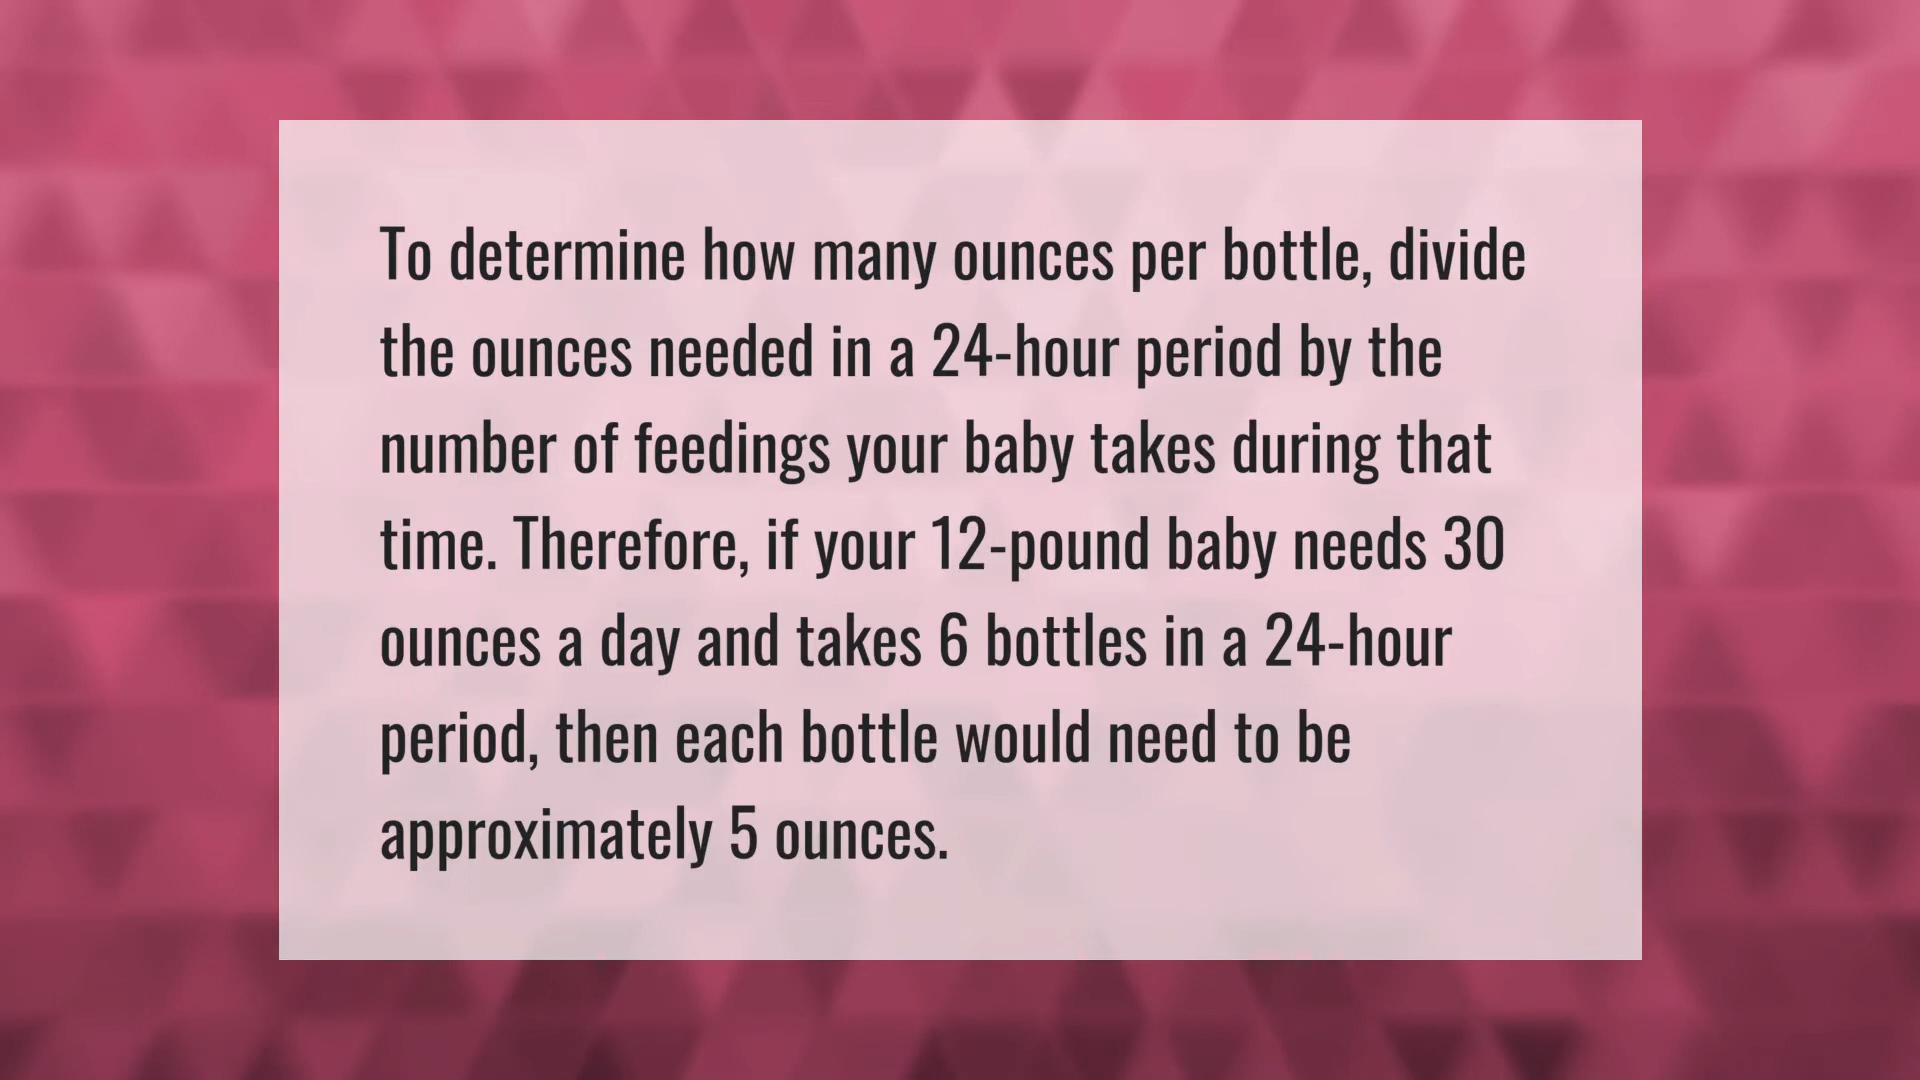 To determine how many ounces per bottle, divide
the ounces needed in a 24-hour period by the
number of feedings your baby takes during that
time. Therefore, if your 12-pound baby needs 30
ounces a day and takes 6 bottles in a 24-hour
period, then each bottle would need to be
approximately 5 ounces.